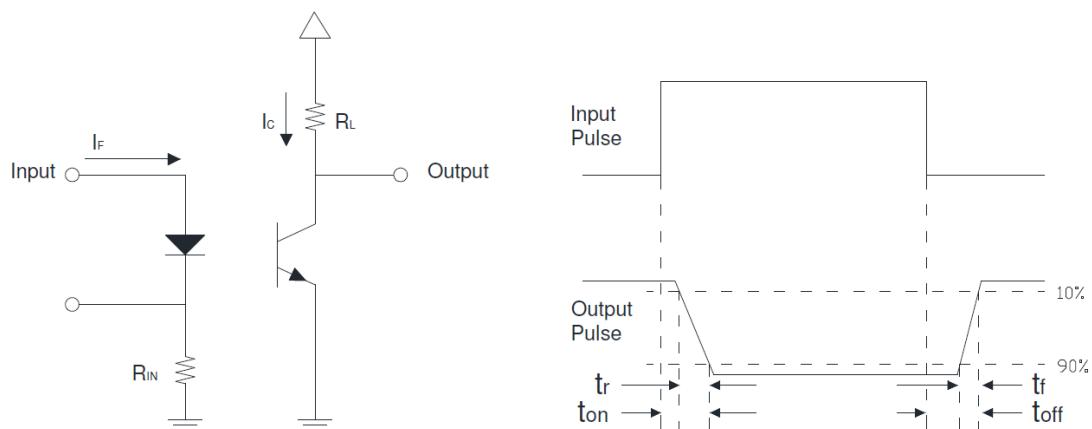 IF
Input
IC
RL
Output
RIN
Input
Pulse
Output
Pulse
10%
90%
tr
tf
ton
toff